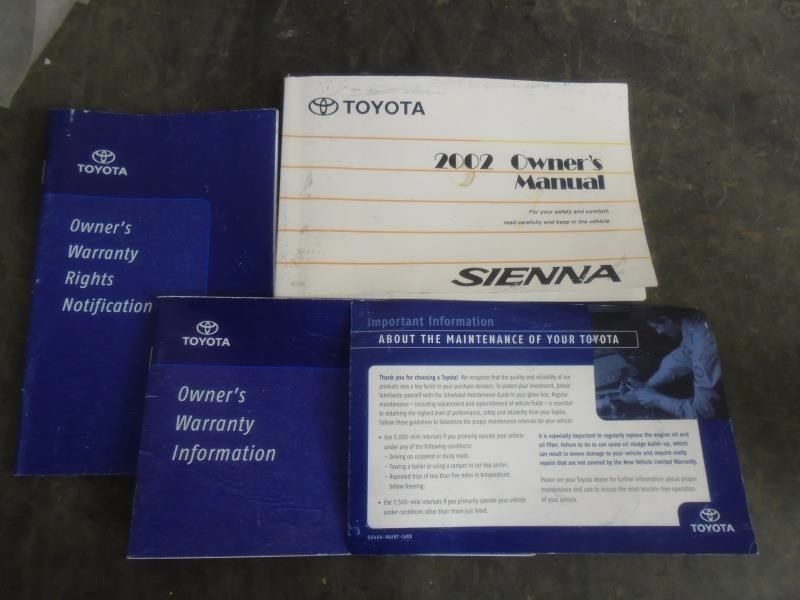 TOYOTA
Owner's
Warranty
Rights
Notification
TOYOTA
2002 Owner's
Manual
For your safety and comfort,
read carefully and keep in the vehicle.
SIENNA
TOYOTA
Owner's
Warranty
Information
Important Information
ABOUT THE MAINTENANCE OF YOUR TOYOTA
Thank you for choosing a Toyota! We recognize that the quality and reliability of our
products was a key factor in your purchase decision. To protect your investment, please
familiarize yourself with the Scheduled Maintenance Guide in your glove box. Regular
maintenance – including replacement and replenishment of vehicle fluids – is essential
to obtaining the highest level of performance, safety and reliability from your Toyota.
Follow these guidelines to determine the proper maintenance intervals for your vehicle:
• Use 5,000-mile intervals if you primarily operate your vehicle
under any of the following conditions:
– Driving on unpaved or dusty roads.
– Towing a trailer or using a camper or car-top carrier.
– Repeated trips of less than five miles in temperatures
below freezing.
• Use 7,500-mile intervals if you primarily operate your vehicle
under conditions other than those just listed.
It is especially important to regularly replace the engine oil and
oil filter. Failure to do so can cause oil sludge build-up, which
can result in severe damage to your vehicle and require costly
repairs that are not covered by the New Vehicle Limited Warranty.
Please see your Toyota dealer for further information about proper
maintenance and care to ensure the most trouble-free operation
of your vehicle.
00404-MAINT-CARD
TOYOTA